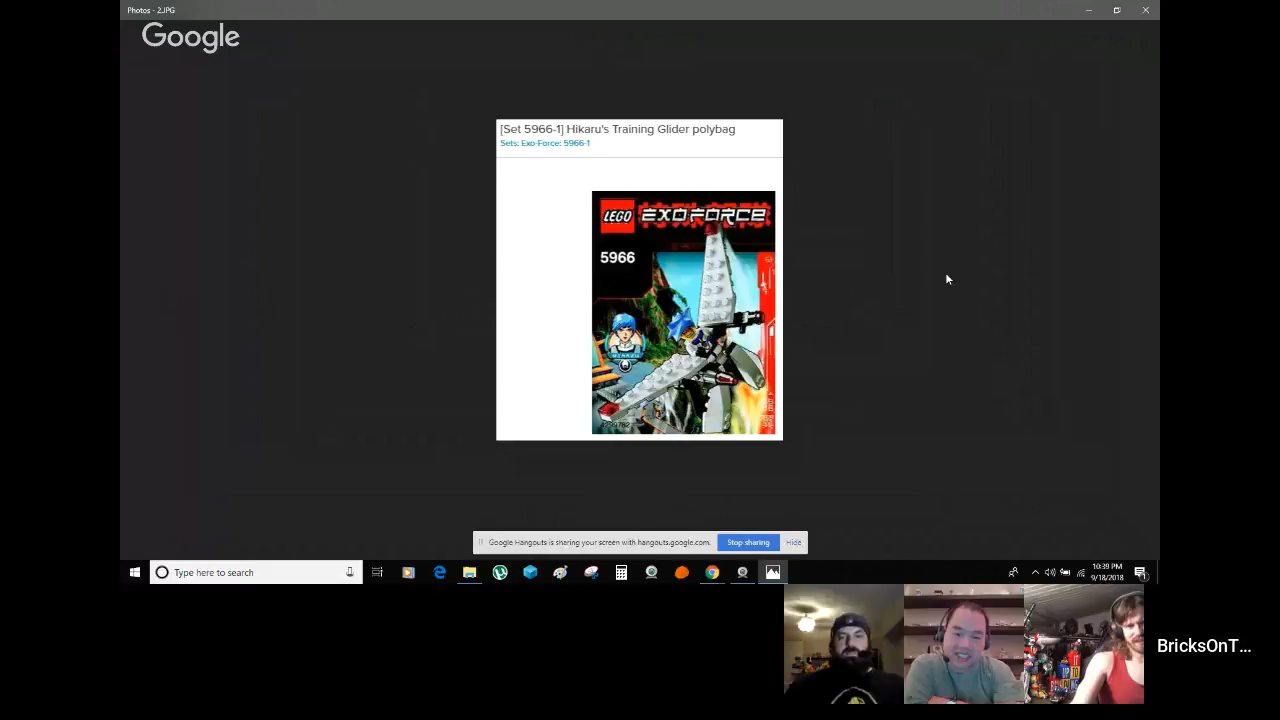 Photos - 2.JPG
Google
[Set 5966-1] Hikaru's Training Glider polybag
Sets: Exo-Force: 5966-1
LEGO EXO-FORCE
5966
Google Hangouts is sharing your screen with hangouts.google.com.
Stop sharing
Hide
Type here to search
10:39 PM
9/18/2018
BricksOnT...